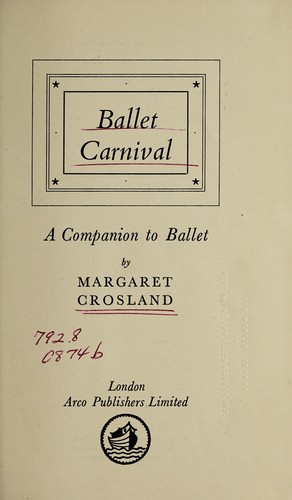 Ballet
Carnival
A Companion to Ballet
by
MARGARET
CROSLAND
792.8
C874b
London
Arco Publishers Limited